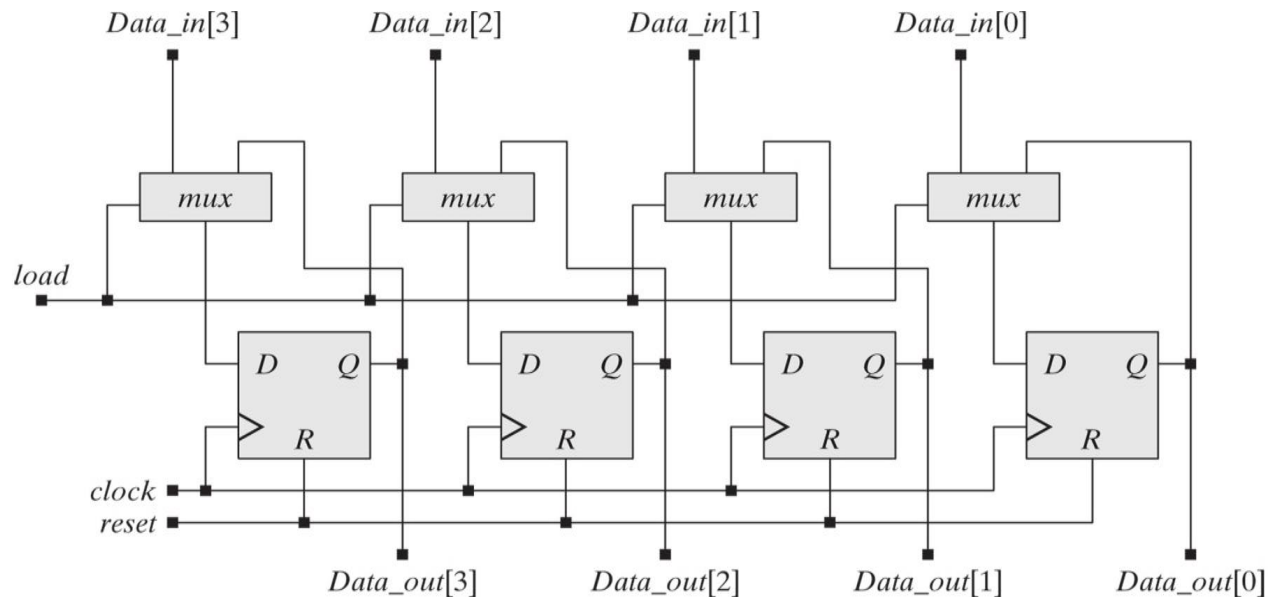 Data_in[3] Data_in[2] Data_in[1] Data_in[0]
mux mux mux mux
load
D Q D Q D Q D Q
R R R R
clock
reset
Data_out[3] Data_out[2] Data_out[1] Data_out[0]